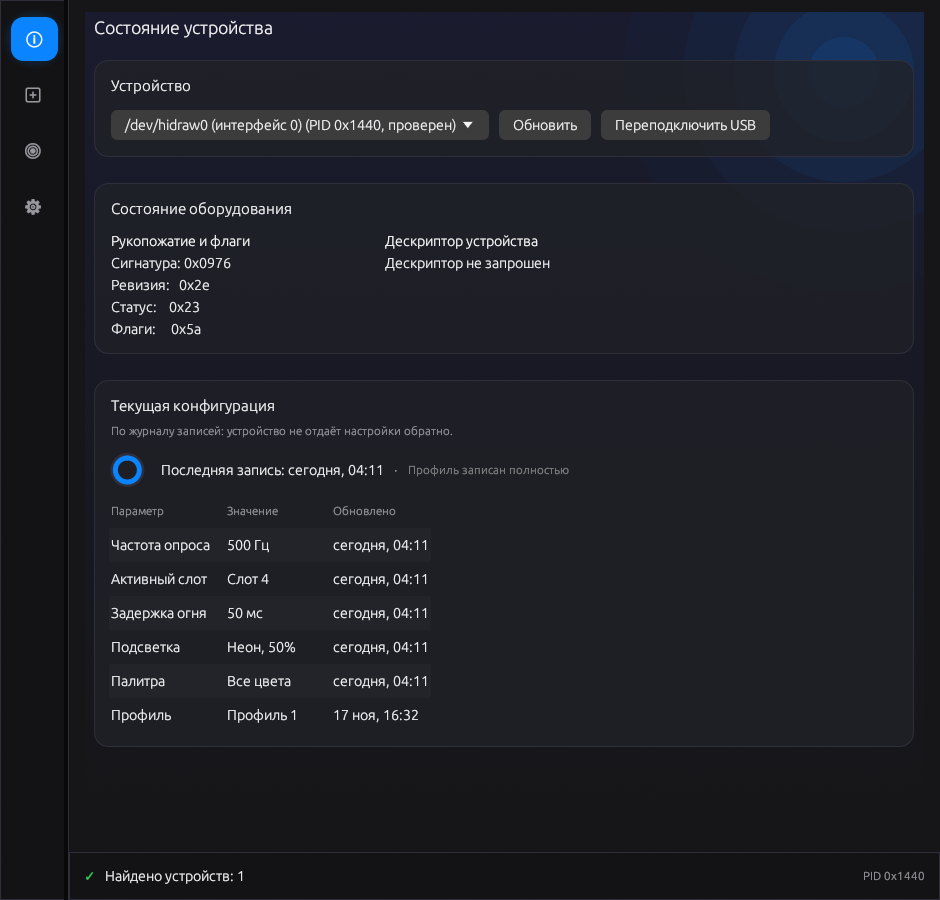 Состояние устройства
Устройство
/dev/hidraw0 (интерфейс 0) (PID 0x1440, проверен) Обновить Переподключить USB
Состояние оборудования
Рукопожатие и флаги Дескриптор устройства
Сигнатура: 0x0976 Дескриптор не запрошен
Ревизия: 0x2e
Статус: 0x23
Флаги: 0x5a
Текущая конфигурация
По журналу записей: устройство не отдаёт настройки обратно.
Последняя запись: сегодня, 04:11 · Профиль записан полностью
Параметр Значение Обновлено
Частота опроса 500 Гц сегодня, 04:11
Активный слот Слот 4 сегодня, 04:11
Задержка огня 50 мс сегодня, 04:11
Подсветка Неон, 50% сегодня, 04:11
Палитра Все цвета сегодня, 04:11
Профиль Профиль 1 17 ноя, 16:32
✓ Найдено устройств: 1 PID 0x1440